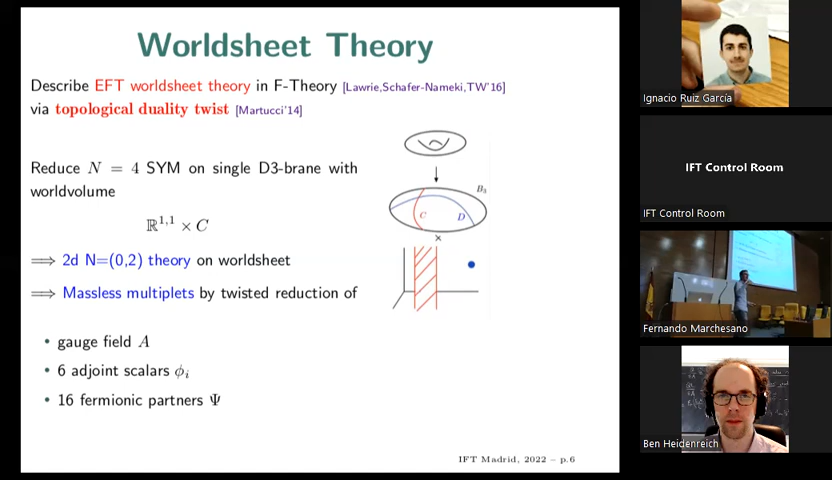 Worldsheet Theory
Describe EFT worldsheet theory in F-Theory [Lawrie,Schafer-Nameki,TW'16]
via topological duality twist [Martucci'14]
Reduce N = 4 SYM on single D3-brane with
worldvolume
ℝ¹,¹ × C
⟹ 2d N=(0,2) theory on worldsheet
⟹ Massless multiplets by twisted reduction of
• gauge field A
• 6 adjoint scalars ϕᵢ
• 16 fermionic partners Ψ
B₃
C
D
×
IFT Madrid, 2022 – p.6
Ignacio Ruiz García
IFT Control Room
IFT Control Room
Fernando Marchesano
Ben Heidenreich